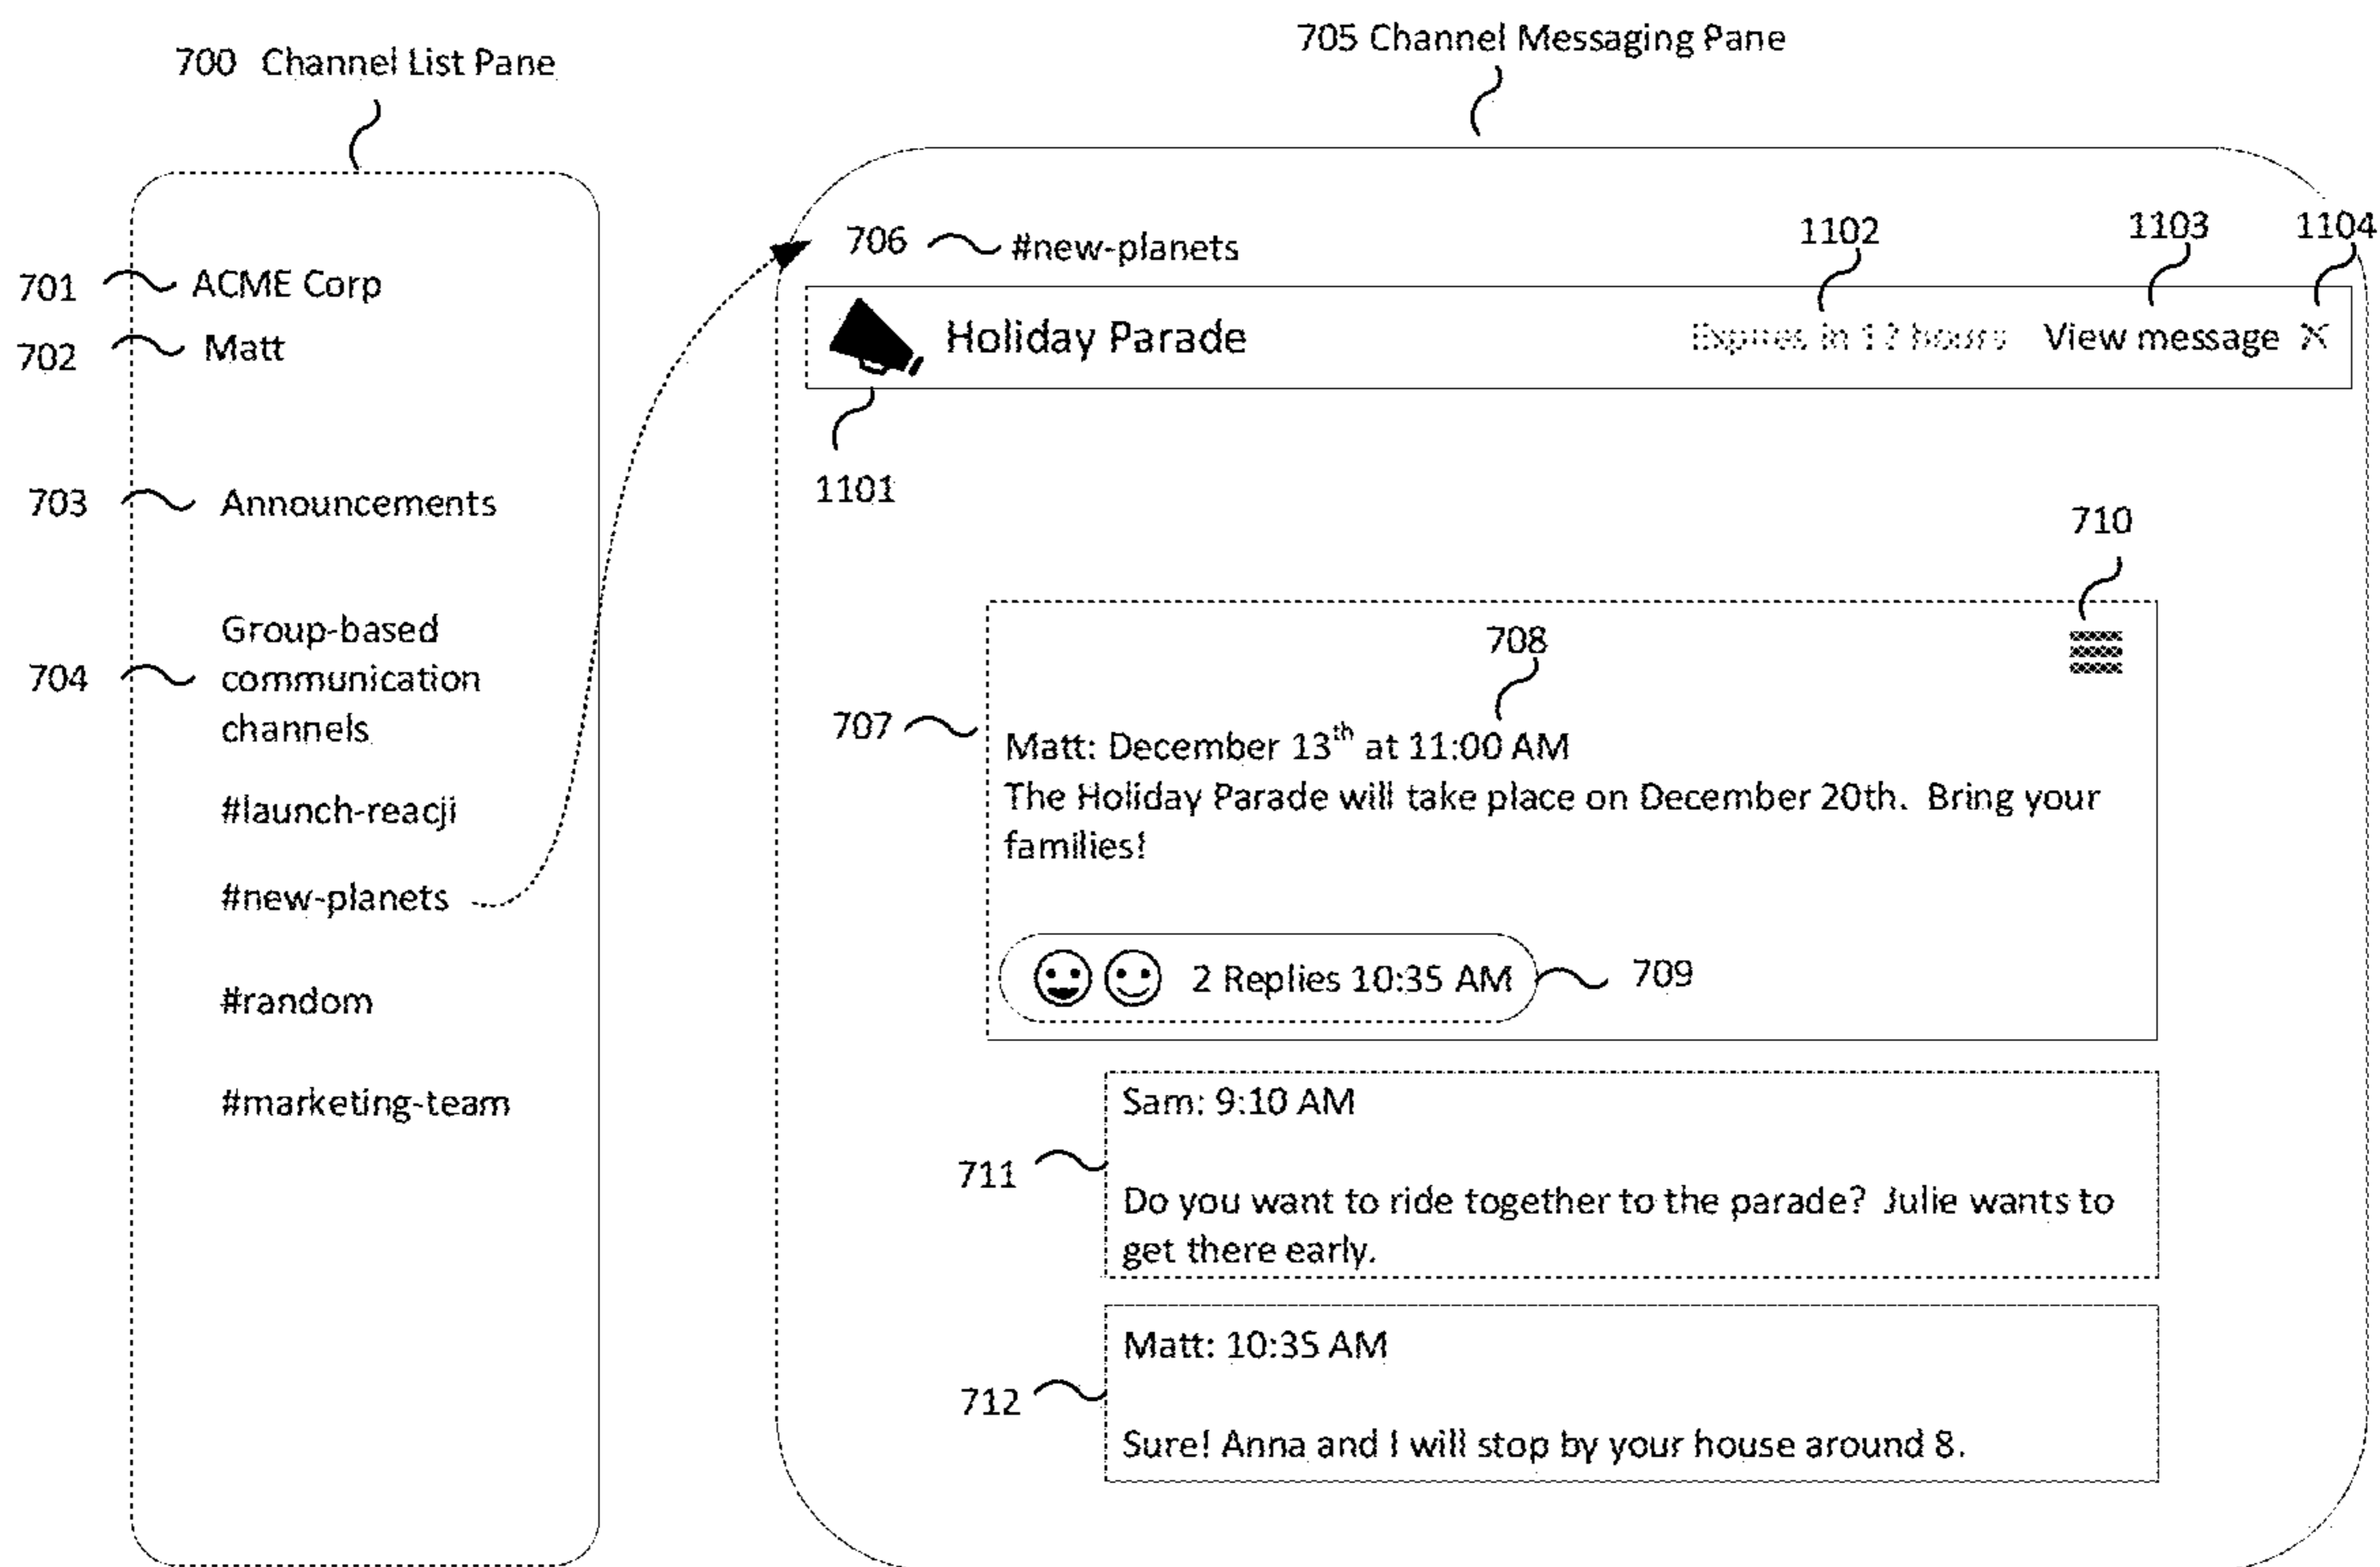 700 Channel List Pane
701 ACME Corp
702 Matt
703 Announcements
Group-based
704 communication
channels
#launch-reacji
#new-planets
#random
#marketing-team
705 Channel Messaging Pane
706 #new-planets
1102
1103
1104
Holiday Parade Expires in 12 hours View message X
1101
710
708
707
Matt: December 13th at 11:00 AM
The Holiday Parade will take place on December 20th. Bring your
families!
2 Replies 10:35 AM 709
Sam: 9:10 AM
711
Do you want to ride together to the parade? Julie wants to
get there early.
Matt: 10:35 AM
712
Sure! Anna and I will stop by your house around 8.